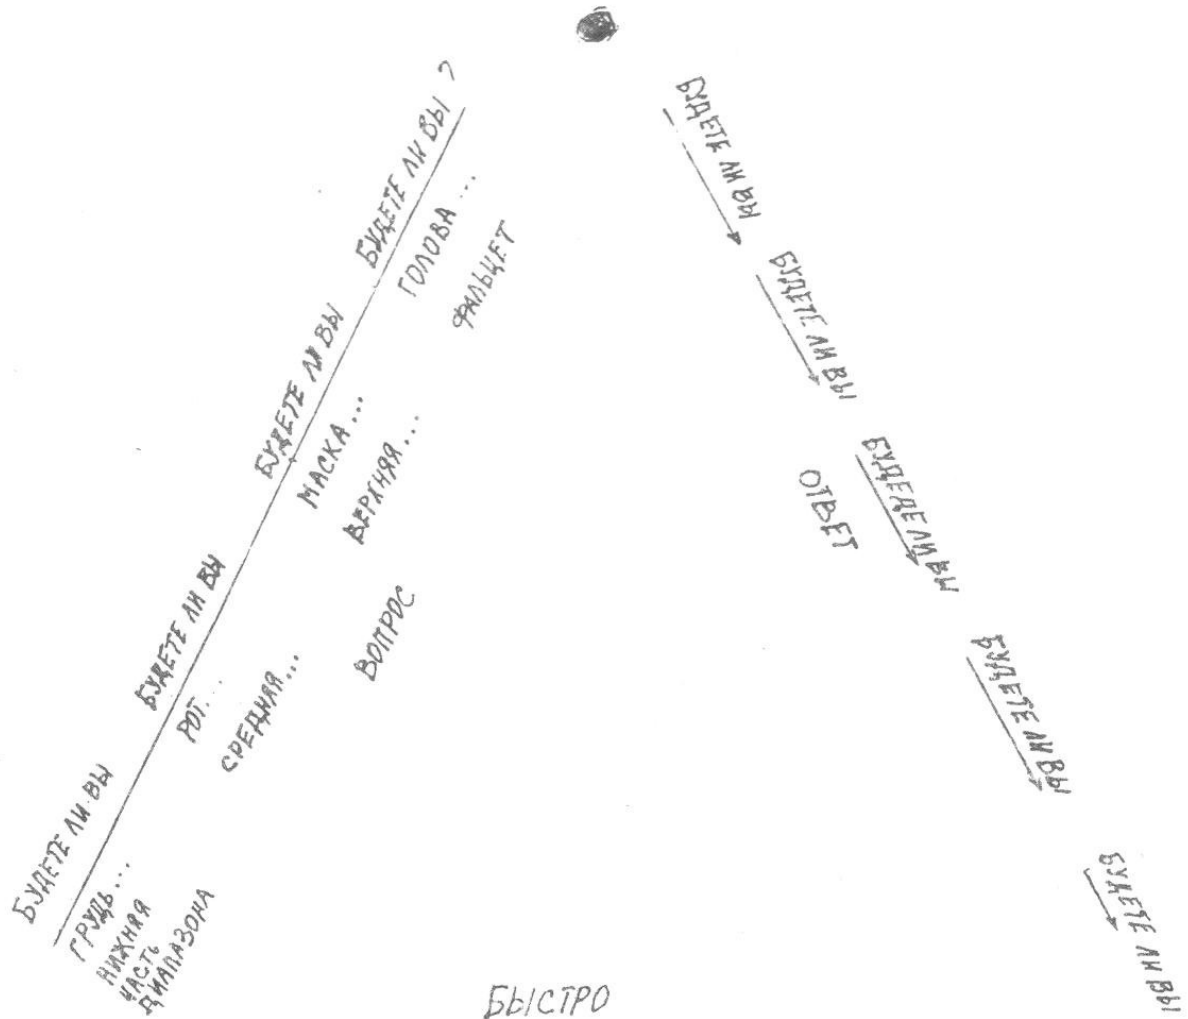 БУДЕТЕ ЛИ ВЫ
БУДЕТЕ ЛИ ВЫ
БУДЕТЕ ЛИ ВЫ
БУДЕТЕ ЛИ ВЫ ?
ГРУДЬ...
НИЖНЯЯ
ЧАСТЬ
ДИАПАЗОНА
РОТ...
СРЕДНЯЯ...
МАСКА...
ВЕРХНЯЯ...
ГОЛОВА...
ФАЛЬЦЕТ
ВОПРОС
БУДЕТЕ ЛИ ВЫ
БУДЕТЕ ЛИ ВЫ
БУДЕДЕ ЛИ ВЫ
БУДЕТЕ ЛИ ВЫ
БУДЕТЕ ЛИ ВЫ
ОТВЕТ
БЫСТРО